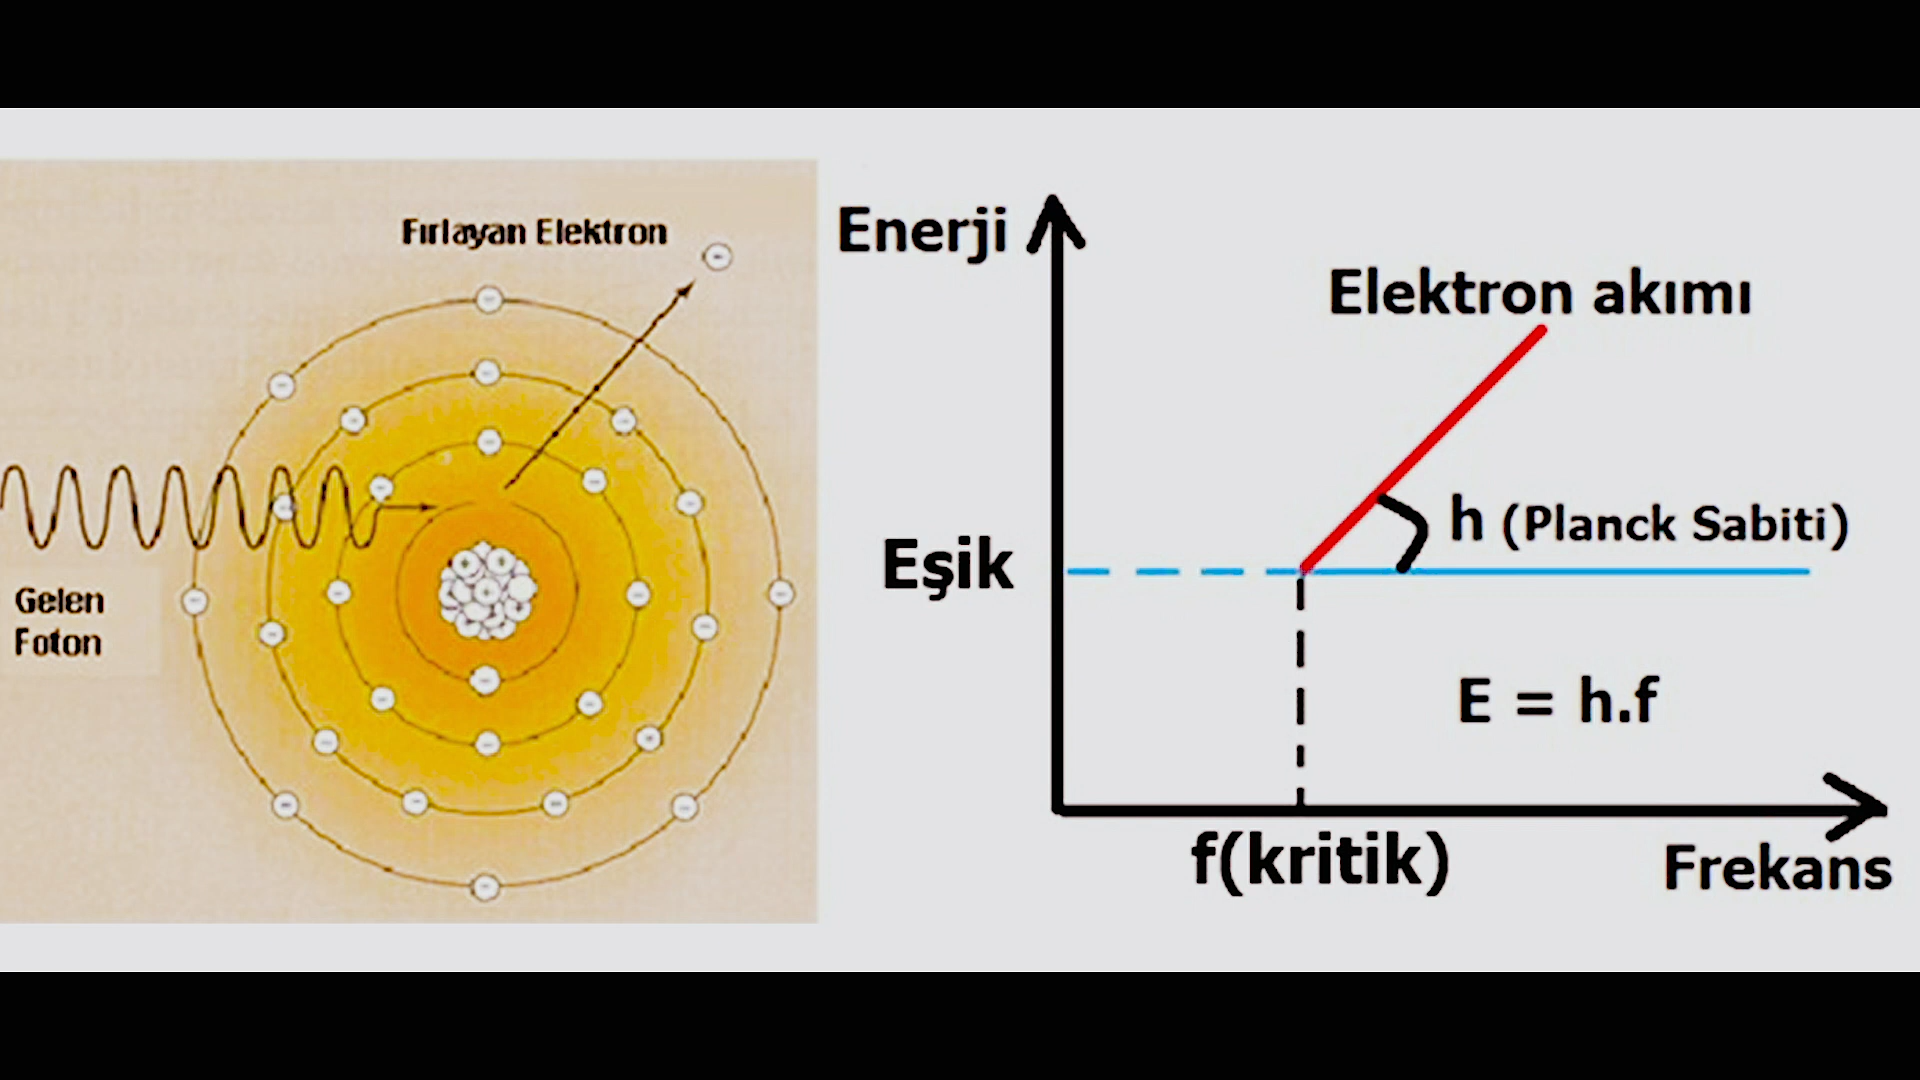 Fırlayan Elektron
Gelen
Foton
Enerji
Elektron akımı
h (Planck Sabiti)
Eşik
E = h.f
f(kritik)
Frekans